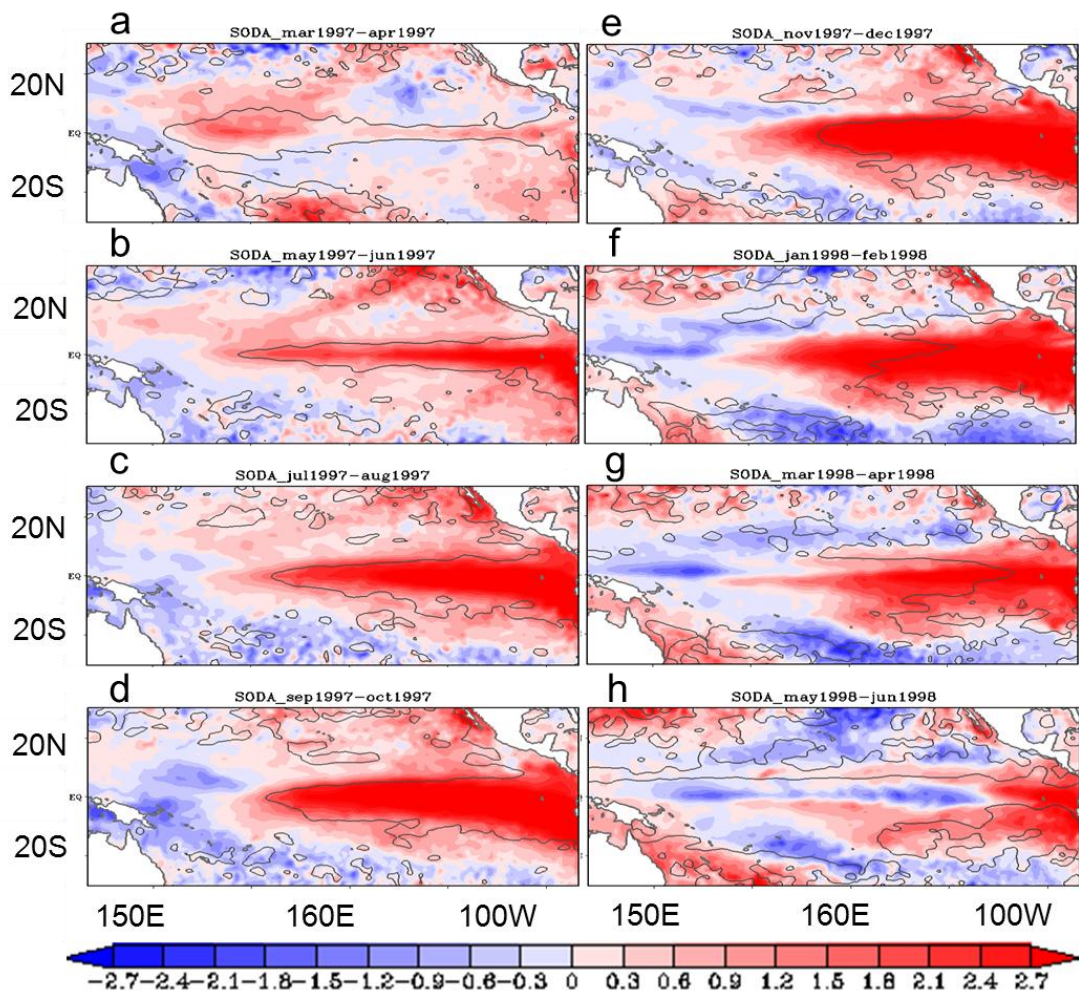 a
SODA_mar1997-apr1997
20N
EQ
20S
b
SODA_may1997-jun1997
20N
EQ
20S
c
SODA_jul1997-aug1997
20N
EQ
20S
d
SODA_sep1997-oct1997
20N
EQ
20S
150E 160E 100W
e
SODA_nov1997-dec1997
f
SODA_jan1998-feb1998
g
SODA_mar1998-apr1998
h
SODA_may1998-jun1998
150E 160E 100W
-2.7 -2.4 -2.1 -1.8 -1.5 -1.2 -0.9 -0.6 -0.3 0 0.3 0.6 0.9 1.2 1.5 1.8 2.1 2.4 2.7